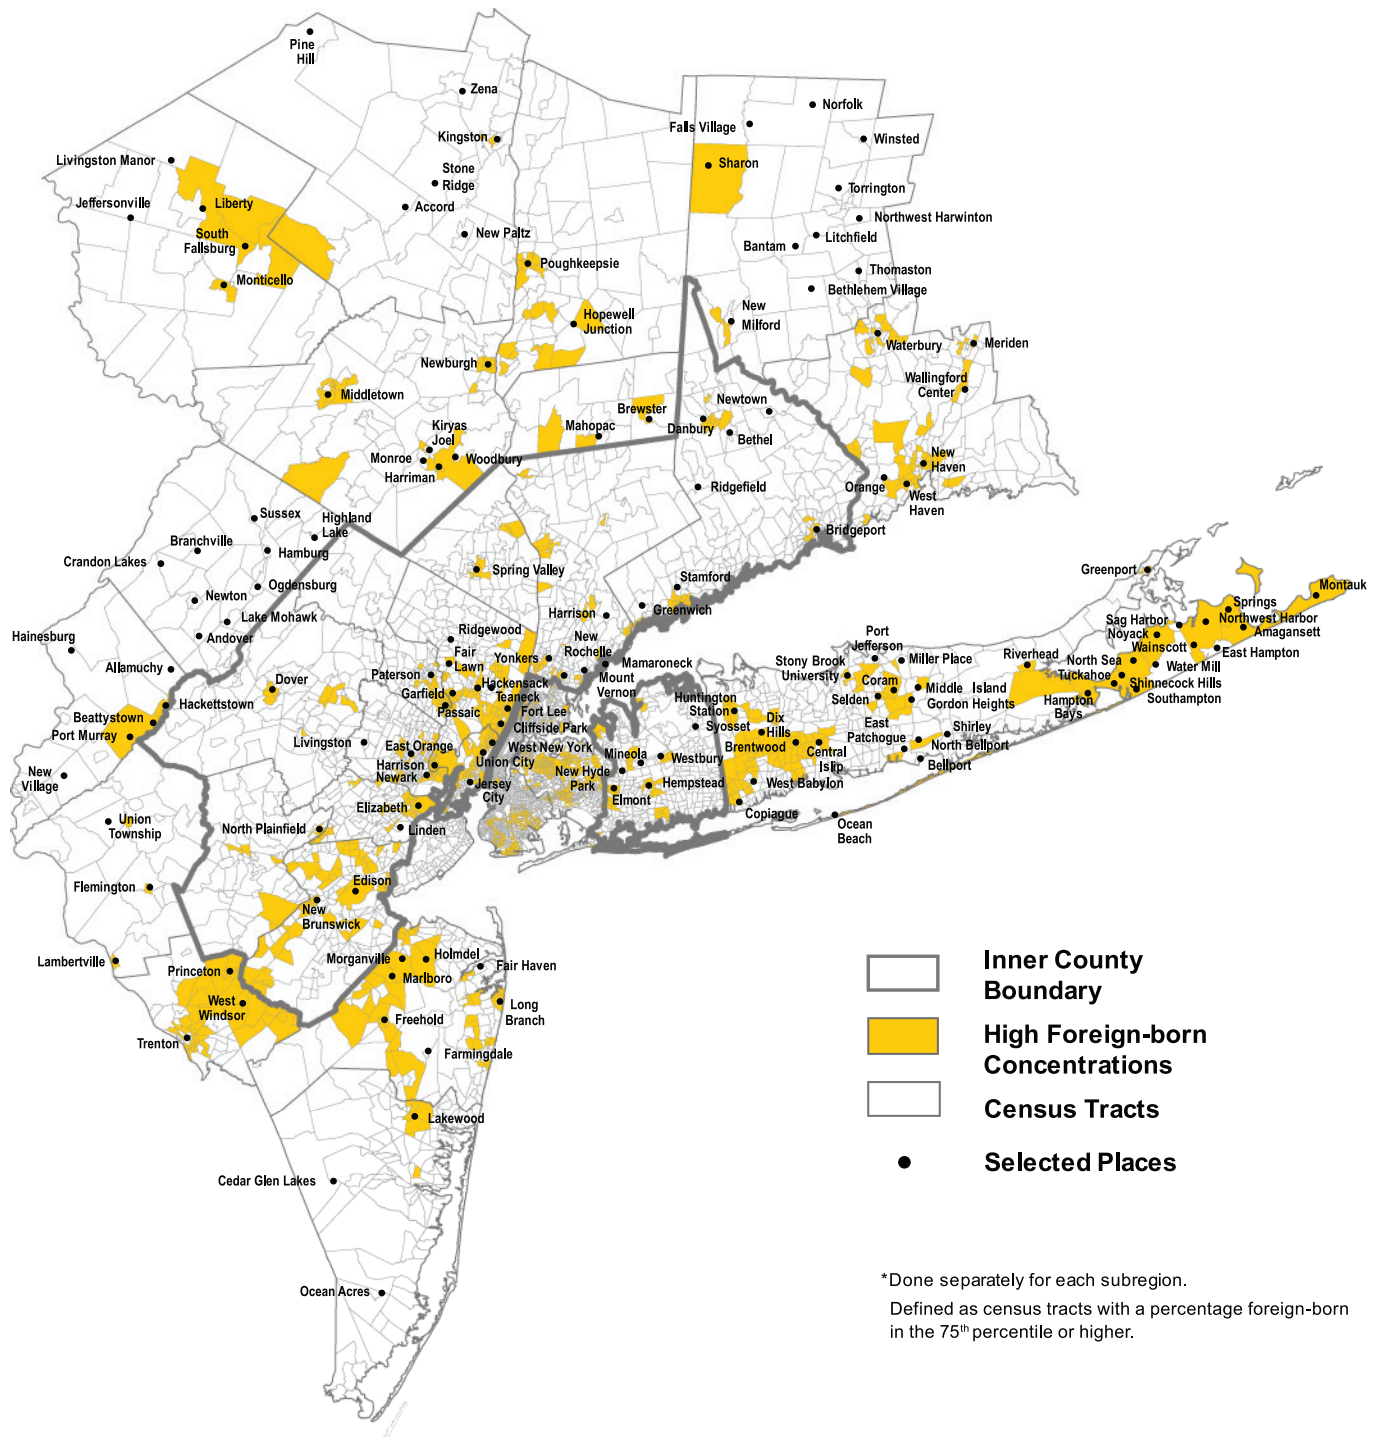 Pine
Hill
Zena
Norfolk
Falls Village
Kingston
Winsted
Livingston Manor
Sharon
Stone
Ridge
Torrington
Jeffersonville
Liberty
Accord
Northwest Harwinton
South
Fallsburg
New Paltz
Litchfield
Bantam
Poughkeepsie
Thomaston
Monticello
Bethlehem Village
New
Milford
Hopewell
Junction
Waterbury
Meriden
Newburgh
Wallingford
Center
Middletown
Newtown
Brewster
Mahopac
Danbury
Bethel
Kiryas
Joel
Monroe
Woodbury
Harriman
New
Haven
Orange
West
Haven
Ridgefield
Sussex
Highland
Lake
Bridgeport
Branchville
Hamburg
Crandon Lakes
Spring Valley
Greenport
Stamford
Montauk
Ogdensburg
Newton
Greenwich
Springs
Harrison
Lake Mohawk
Sag Harbor
Northwest Harbor
Hainesburg
Andover
Ridgewood
Noyack
Amagansett
New
Rochelle
Port
Jefferson
Wainscott
East Hampton
Fair
Lawn
Yonkers
Stony Brook
University
Miller Place
Riverhead
North Sea
Water Mill
Allamuchy
Paterson
Mamaroneck
Tuckahoe
Shinnecock Hills
Dover
Hackensack
Mount
Vernon
Coram
Middle Island
Garfield
Teaneck
Huntington
Station
Selden
Gordon Heights
Hampton
Bays
Southampton
Hackettstown
Passaic
Fort Lee
Beattystown
Cliffside Park
Syosset
Dix
Hills
East
Patchogue
Shirley
Port Murray
Livingston
East Orange
West New York
Brentwood
North Bellport
Harrison
Union City
Mineola
Westbury
Central
Islip
Bellport
New
Village
Newark
New Hyde
Park
Jersey
City
Hempstead
West Babylon
Elmont
Elizabeth
Copiague
Union
Township
North Plainfield
Linden
Ocean
Beach
Flemington
Edison
New
Brunswick
Lambertville
Morganville
Holmdel
Princeton
Fair Haven
Marlboro
West
Windsor
Long
Branch
Freehold
Trenton
Farmingdale
Lakewood
Cedar Glen Lakes
Ocean Acres
Inner County
Boundary
High Foreign-born
Concentrations
Census Tracts
Selected Places
*Done separately for each subregion.
Defined as census tracts with a percentage foreign-born
in the 75th percentile or higher.